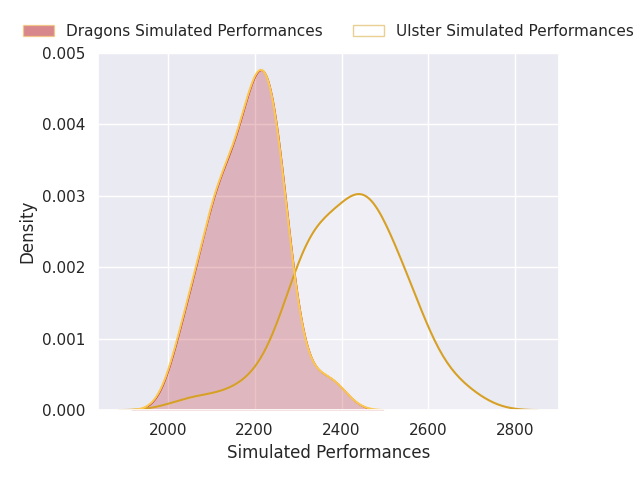 Dragons Simulated Performances Ulster Simulated Performances
0.005
0.004
0.003
0.002
0.001
0.000
Density
2000 2200 2400 2600 2800
Simulated Performances